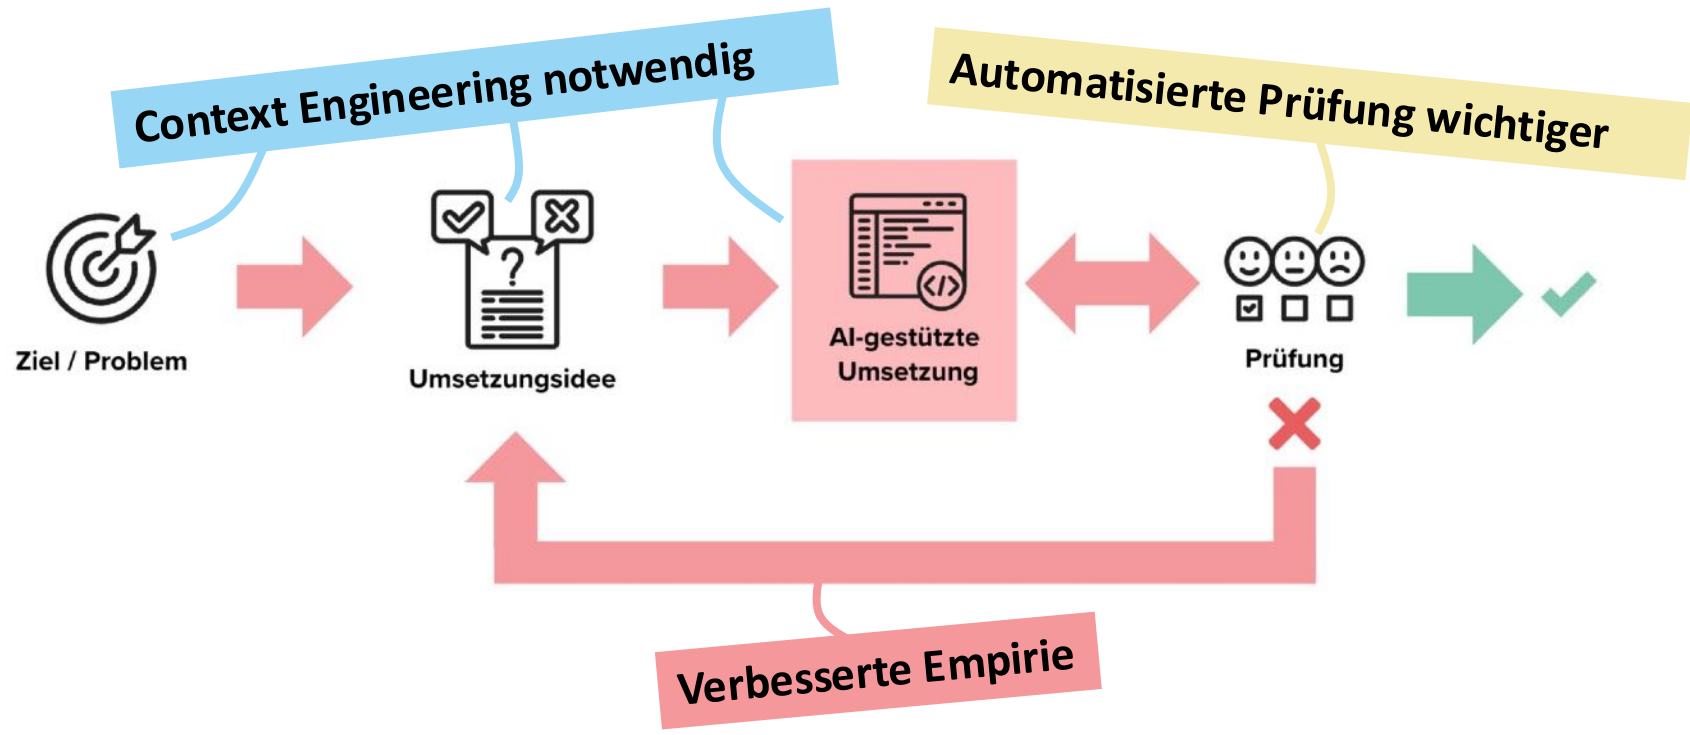 Context Engineering notwendig
Automatisierte Prüfung wichtiger
?
</>
AI-gestützte
Umsetzung
Ziel / Problem
Umsetzungsidee
Prüfung
Verbesserte Empirie